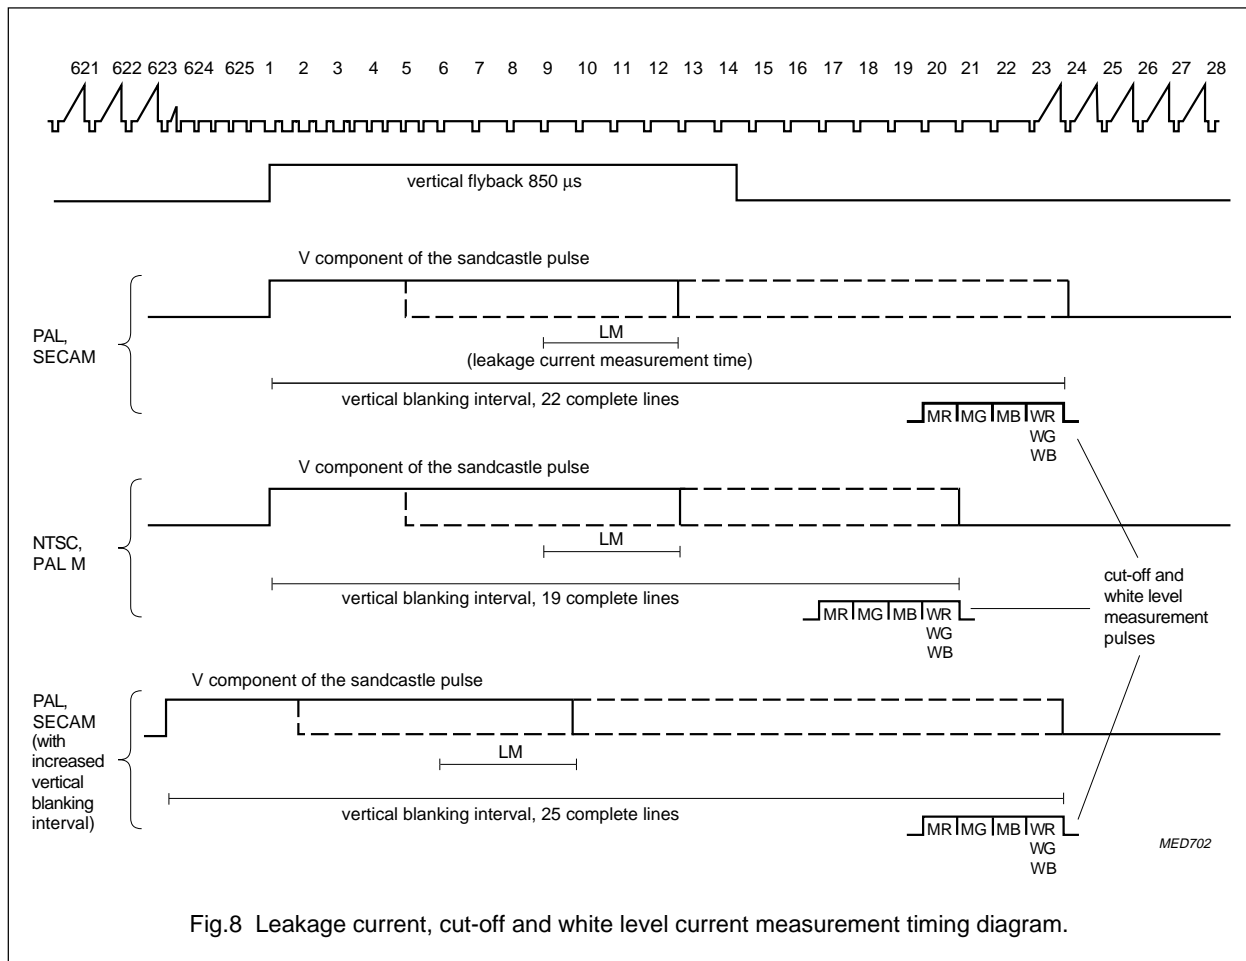 621 622 623 624 625 1 2 3 4 5 6 7 8 9 10 11 12 13 14 15 16 17 18 19 20 21 22 23 24 25 26 27 28
vertical flyback 850 µs
V component of the sandcastle pulse
PAL,
SECAM
LM
(leakage current measurement time)
vertical blanking interval, 22 complete lines
MR MG MB WR
WG
WB
V component of the sandcastle pulse
NTSC,
PAL M
LM
vertical blanking interval, 19 complete lines
MR MG MB WR
WG
WB
cut-off and
white level
measurement
pulses
V component of the sandcastle pulse
PAL,
SECAM
(with
increased
vertical
blanking
interval)
LM
vertical blanking interval, 25 complete lines
MR MG MB WR
WG
WB
MED702
Fig.8 Leakage current, cut-off and white level current measurement timing diagram.